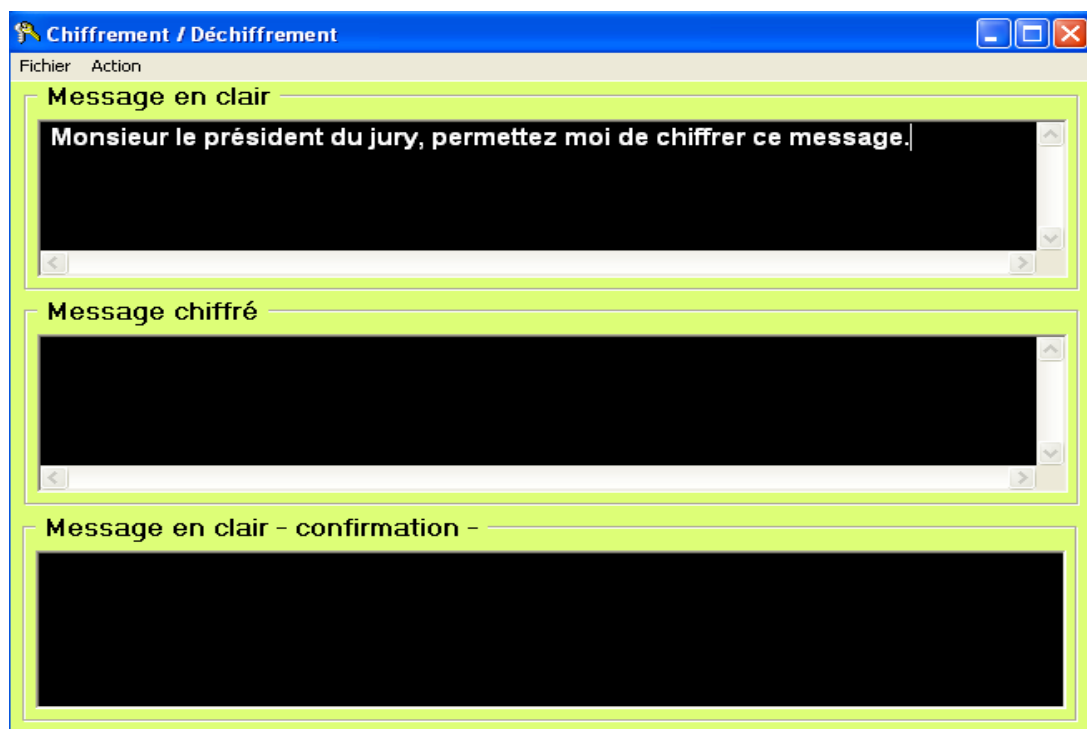 Chiffrement / Déchiffrement
Fichier Action
Message en clair
Monsieur le président du jury, permettez moi de chiffrer ce message.
Message chiffré
Message en clair - confirmation -